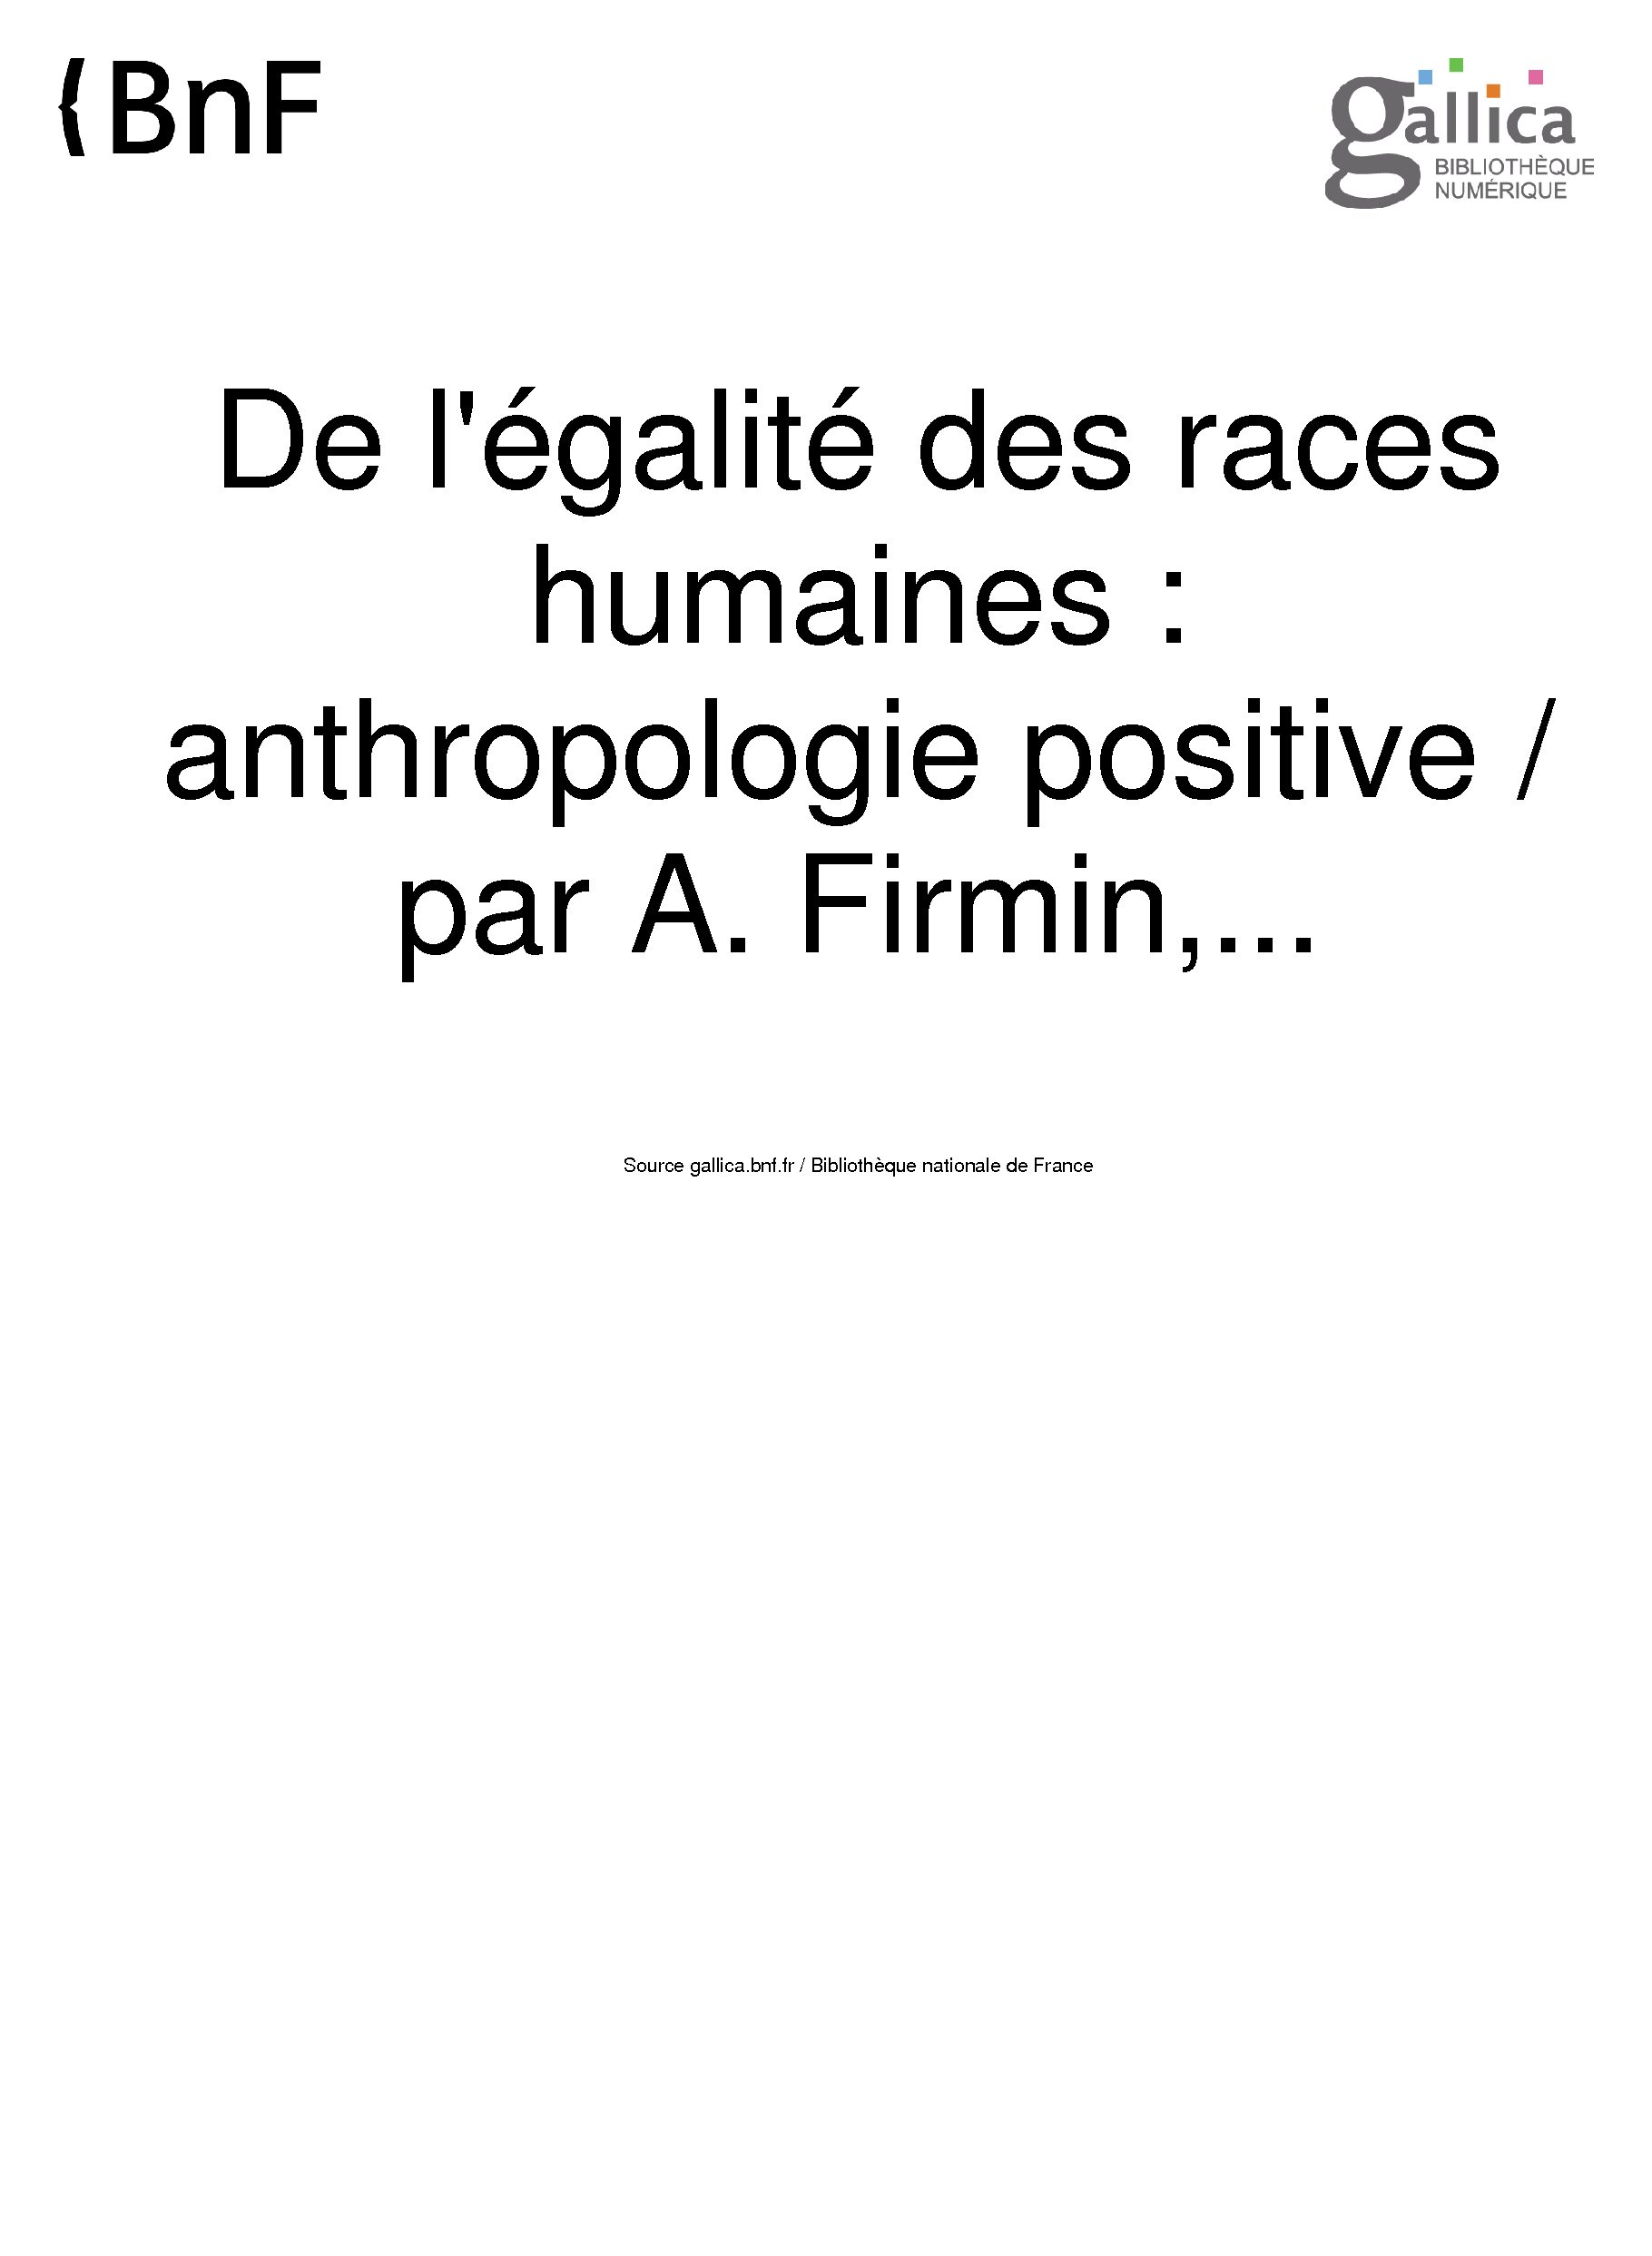 BnF
gallica
BIBLIOTHÈQUE
NUMÉRIQUE
De l'égalité des races
humaines :
anthropologie positive /
par A. Firmin,...
Source gallica.bnf.fr / Bibliothèque nationale de France